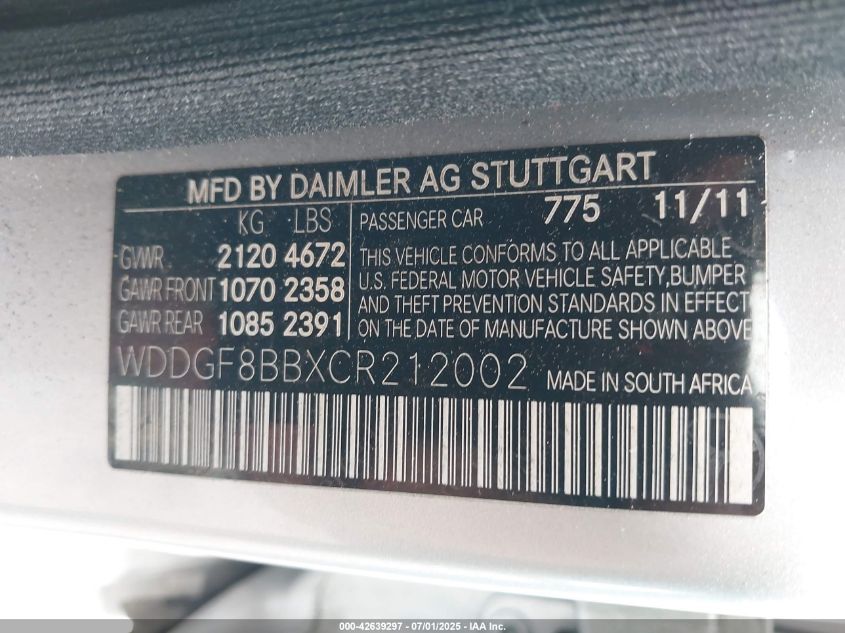 MFD BY DAIMLER AG STUTTGART
KG LBS PASSENGER CAR 775 11/11
GVWR 2120 4672 THIS VEHICLE CONFORMS TO ALL APPLICABLE
GAWR FRONT 1070 2358 U.S. FEDERAL MOTOR VEHICLE SAFETY, BUMPER
AND THEFT PREVENTION STANDARDS IN EFFECT
GAWR REAR 1085 2391 ON THE DATE OF MANUFACTURE SHOWN ABOVE
WDDGF8BBXCR212002 MADE IN SOUTH AFRICA
000-42639297 - 07/01/2025 - IAA Inc.